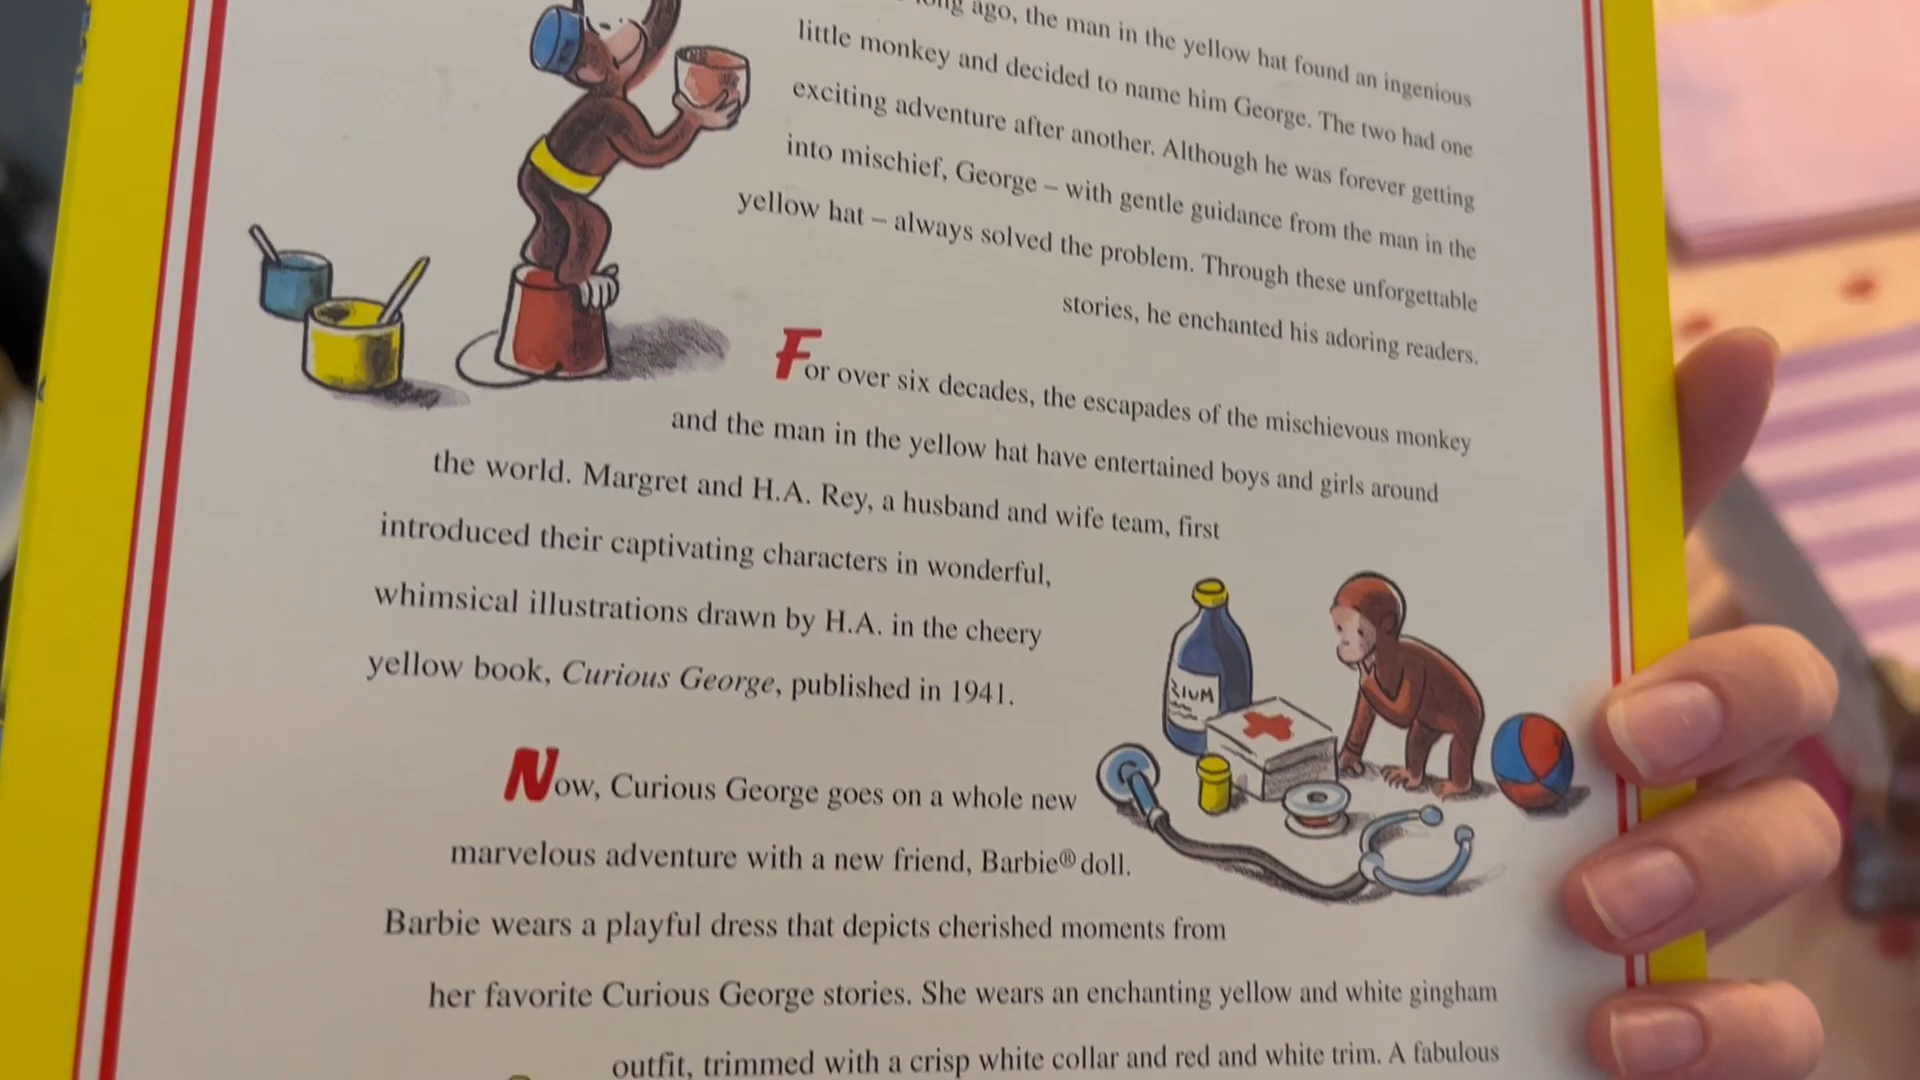 long ago, the man in the yellow hat found an ingenious
little monkey and decided to name him George. The two had one
exciting adventure after another. Although he was forever getting
into mischief, George – with gentle guidance from the man in the
yellow hat – always solved the problem. Through these unforgettable
stories, he enchanted his adoring readers.
For over six decades, the escapades of the mischievous monkey
and the man in the yellow hat have entertained boys and girls around
the world. Margret and H.A. Rey, a husband and wife team, first
introduced their captivating characters in wonderful,
whimsical illustrations drawn by H.A. in the cheery
yellow book, Curious George, published in 1941.
Now, Curious George goes on a whole new
marvelous adventure with a new friend, Barbie® doll.
Barbie wears a playful dress that depicts cherished moments from
her favorite Curious George stories. She wears an enchanting yellow and white gingham
outfit, trimmed with a crisp white collar and red and white trim. A fabulous